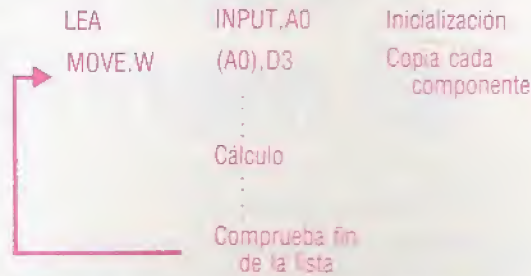 LEA INPUT,A0 Inicialización
MOVE.W (A0),D3 Copia cada
componente
Cálculo
Comprueba fin
de la lista